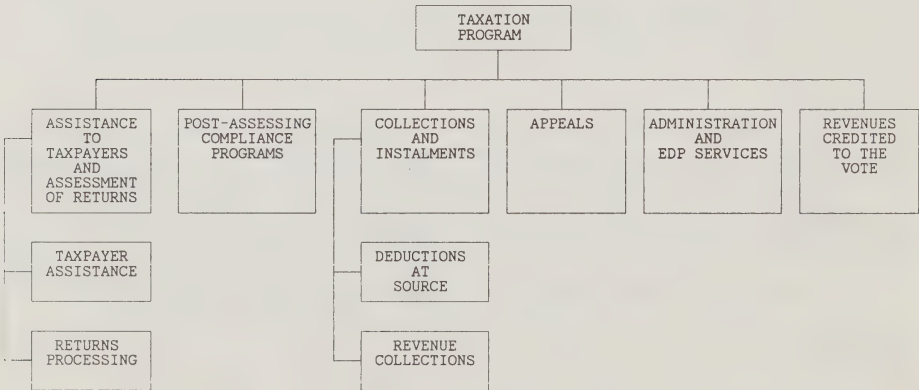 TAXATION
PROGRAM
ASSISTANCE
TO
TAXPAYERS
AND
ASSESSMENT
OF RETURNS
POST-ASSESSING
COMPLIANCE
PROGRAMS
COLLECTIONS
AND
INSTALMENTS
APPEALS
ADMINISTRATION
AND
EDP SERVICES
REVENUES
CREDITED
TO THE
VOTE
TAXPAYER
ASSISTANCE
DEDUCTIONS
AT
SOURCE
RETURNS
PROCESSING
REVENUE
COLLECTIONS